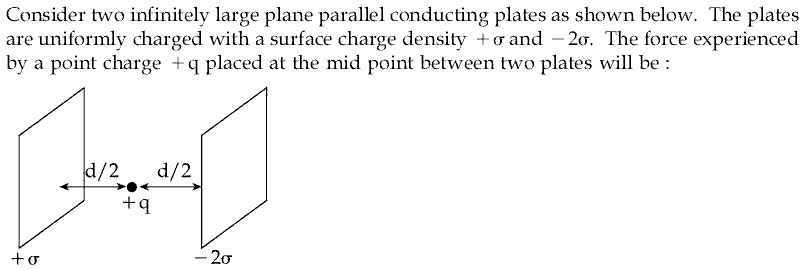 Consider two infinitely large plane parallel conducting plates as shown below. The plates
are uniformly charged with a surface charge density +σ and −2σ. The force experienced
by a point charge +q placed at the mid point between two plates will be :
d/2 d/2
+q
+σ −2σ